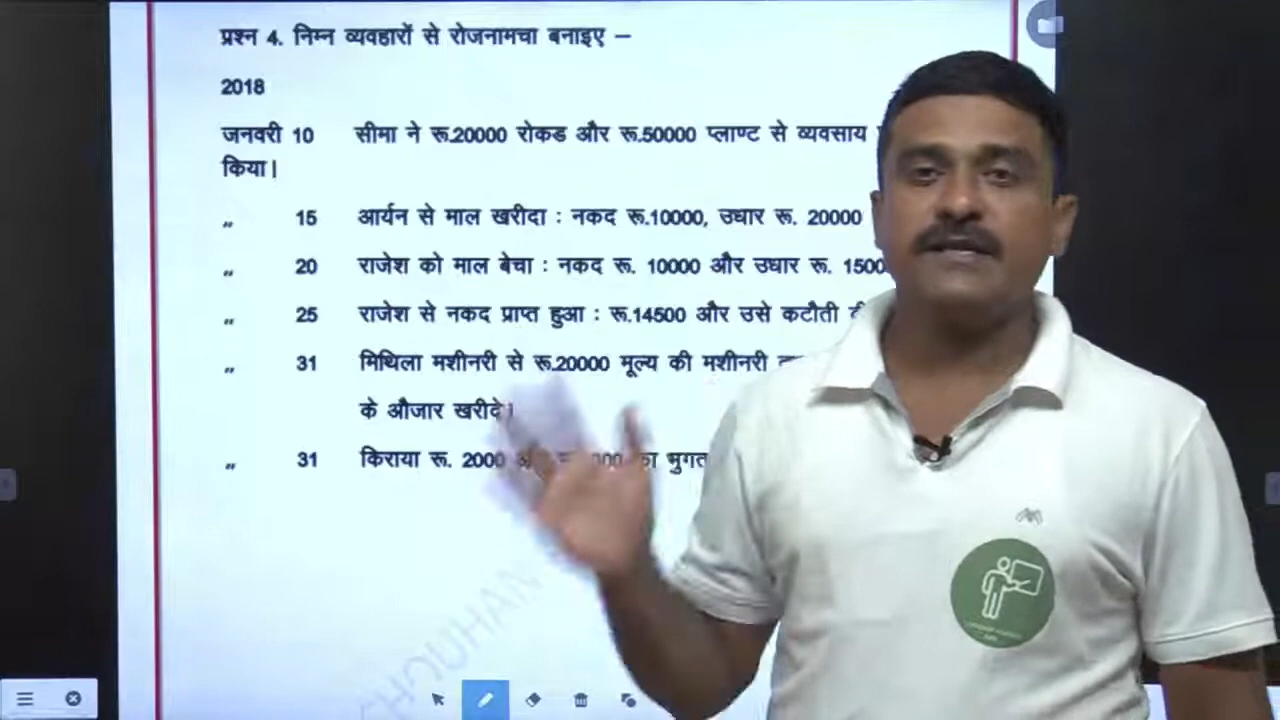 प्रश्न 4. निम्न व्यवहारों से रोजनामचा बनाइए –
2018
जनवरी 10 सीमा ने रू.20000 रोकड और रू.50000 प्लाण्ट से व्यवसाय
किया।
„ 15 आर्यन से माल खरीदा : नकद रू.10000, उधार रू. 20000
„ 20 राजेश को माल बेचा : नकद रू. 10000 और उधार रू.
„ 25 राजेश से नकद प्राप्त हुआ : रू.14500 और उसे कटौती
„ 31 मिथिला मशीनरी से रू.20000 मूल्य की मशीनरी
के औजार खरीदे।
„ 31 किराया रू. 2000 का
CHOUHAN